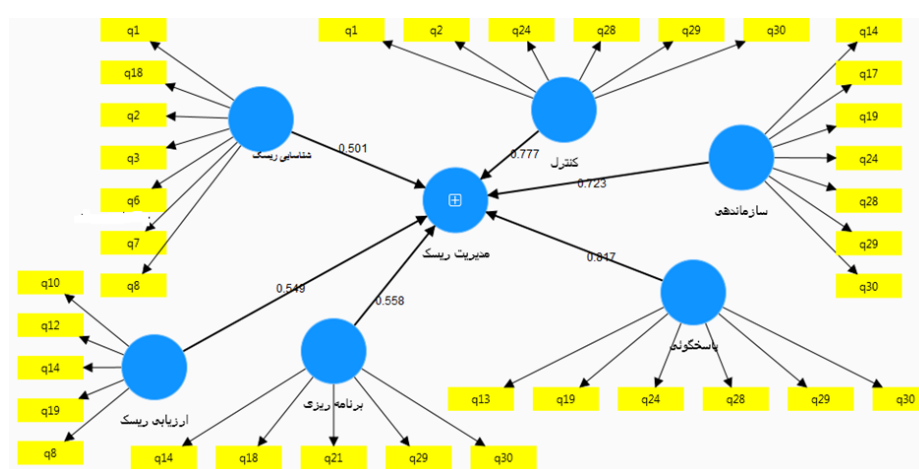 q1
q18
q2
q3
q6
q7
q8
شناسایی ریسک
0.501
q1
q2
q24
q28
q29
q30
کنترل
0.777
q14
q17
q19
q24
q28
q29
q30
سازماندهی
0.723
مدیریت ریسک
0.817
پاسخگوئی
q13
q19
q24
q28
q29
q30
0.549
0.558
q10
q12
q14
q19
q8
ارزیابی ریسک
برنامه ریزی
q14
q18
q21
q29
q30